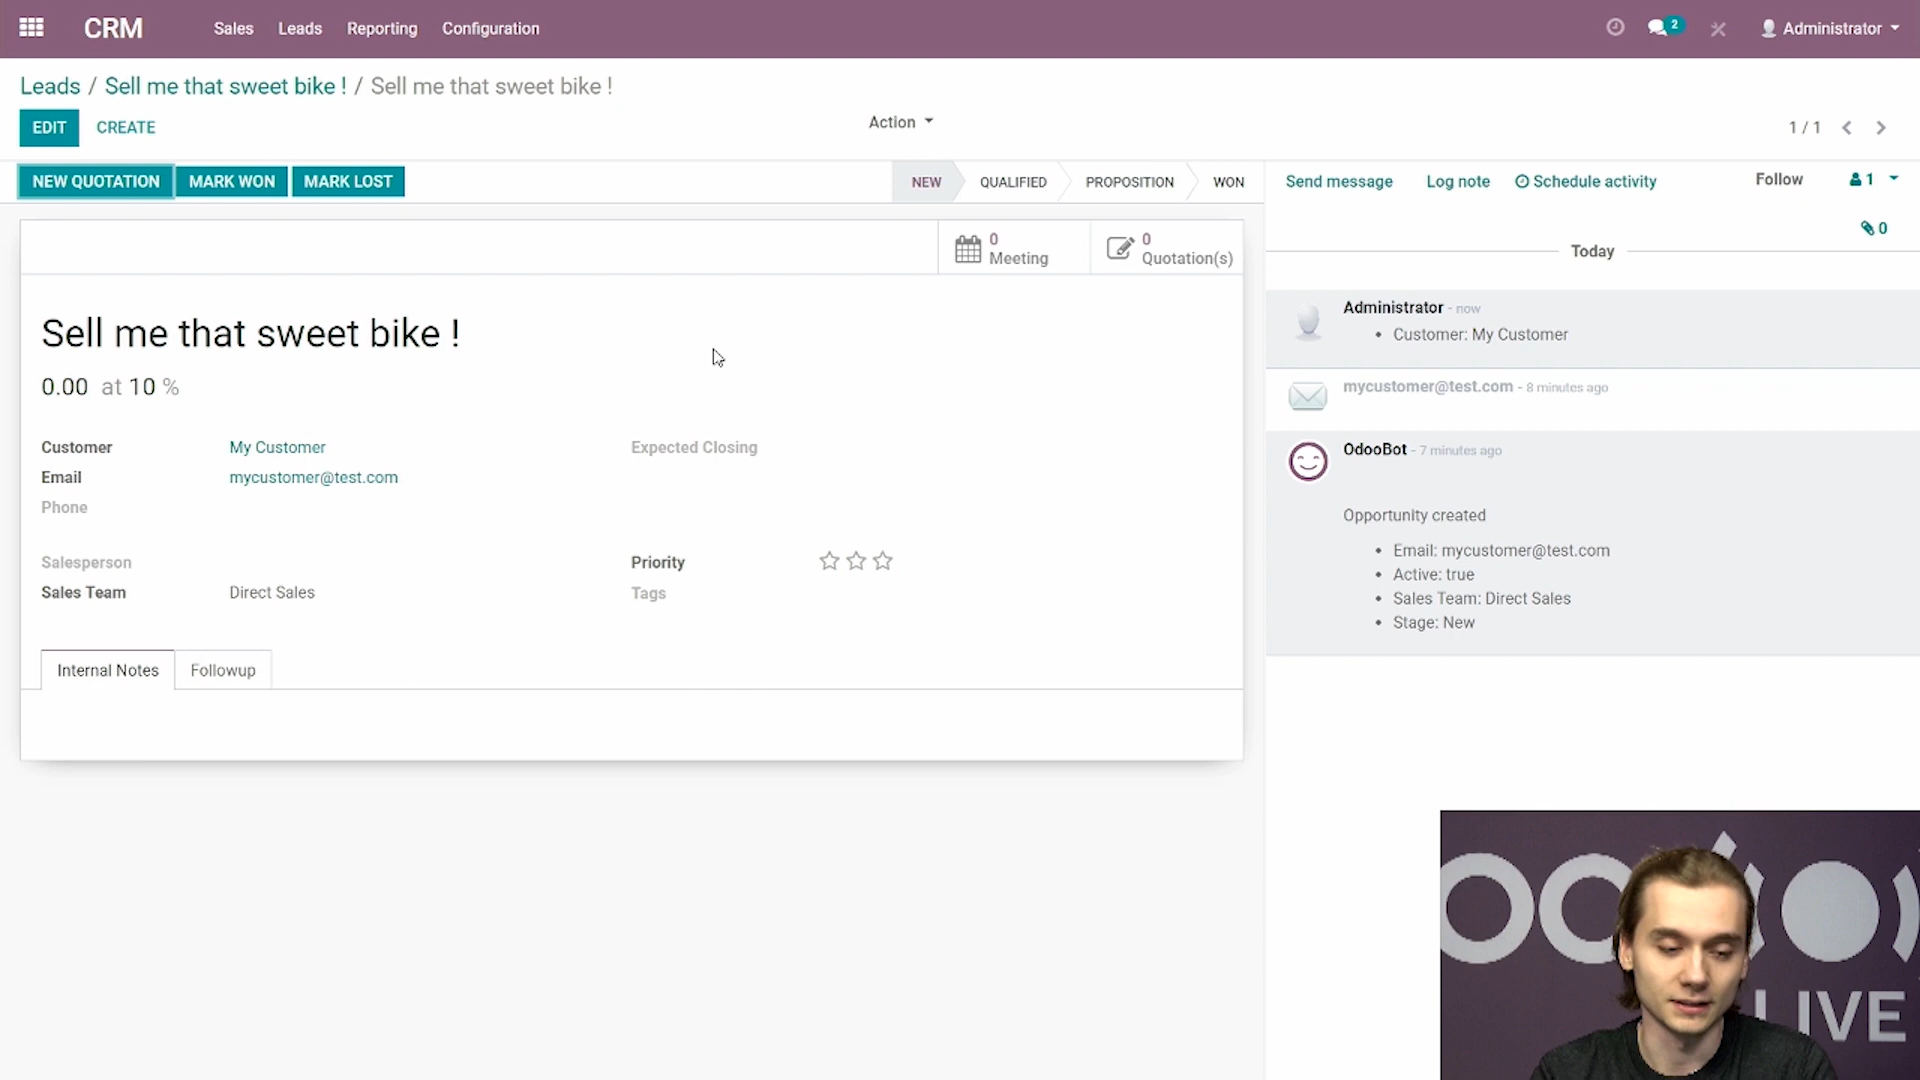 CRM Sales Leads Reporting Configuration 2 Administrator
Leads / Sell me that sweet bike ! / Sell me that sweet bike !
EDIT CREATE Action 1 / 1
NEW QUOTATION MARK WON MARK LOST NEW QUALIFIED PROPOSITION WON
Send message Log note Schedule activity Follow 1
0
0 Meeting
0 Quotation(s)
Sell me that sweet bike !
0.00 at 10 %
Customer My Customer Expected Closing
Email mycustomer@test.com
Phone
Salesperson Priority
Sales Team Direct Sales Tags
Internal Notes Followup
Today
Administrator - now
• Customer: My Customer
mycustomer@test.com - 8 minutes ago
OdooBot - 7 minutes ago
Opportunity created
• Email: mycustomer@test.com
• Active: true
• Sales Team: Direct Sales
• Stage: New
LIVE